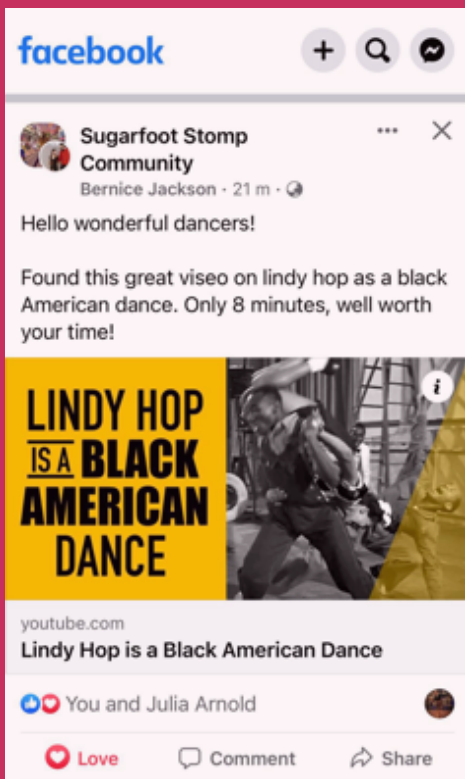 facebook
Sugarfoot Stomp
Community
Bernice Jackson · 21 m ·
Hello wonderful dancers!
Found this great viseo on lindy hop as a black
American dance. Only 8 minutes, well worth
your time!
LINDY HOP
IS A BLACK
AMERICAN
DANCE
i
youtube.com
Lindy Hop is a Black American Dance
You and Julia Arnold
Love Comment Share